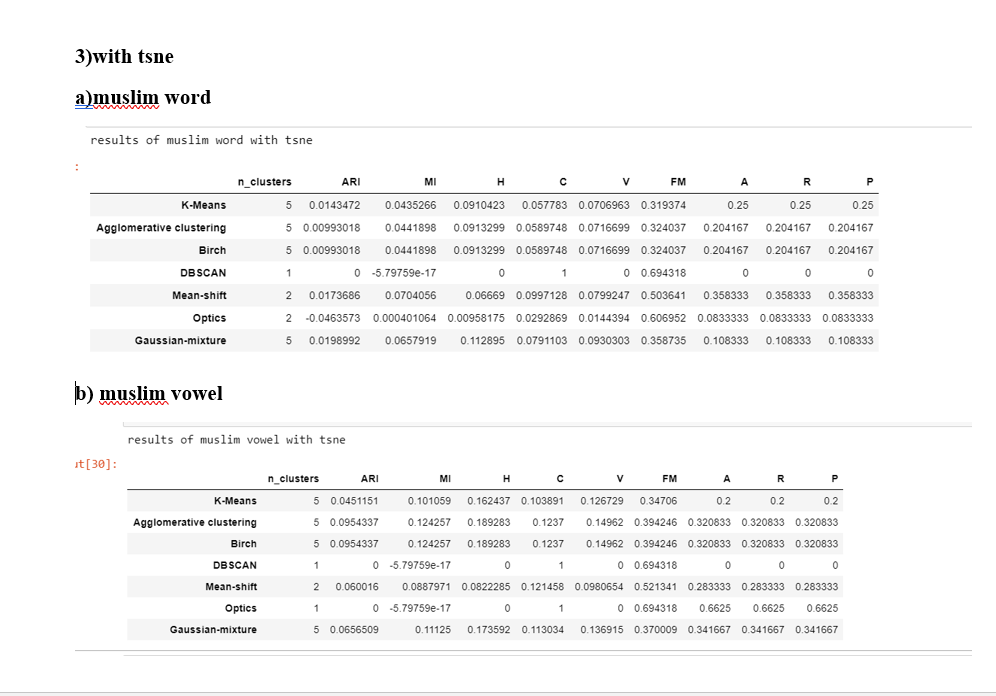 3)with tsne
a)muslim word
results of muslim word with tsne
:
n_clusters ARI MI H C V FM A R P
K-Means 5 0.0143472 0.0435266 0.0910423 0.057783 0.0706963 0.319374 0.25 0.25 0.25
Agglomerative clustering 5 0.00993018 0.0441898 0.0913299 0.0589748 0.0716699 0.324037 0.204167 0.204167 0.204167
Birch 5 0.00993018 0.0441898 0.0913299 0.0589748 0.0716699 0.324037 0.204167 0.204167 0.204167
DBSCAN 1 0 -5.79759e-17 0 1 0 0.694318 0 0 0
Mean-shift 2 0.0173686 0.0704056 0.06669 0.0997128 0.0799247 0.503641 0.358333 0.358333 0.358333
Optics 2 -0.0463573 0.000401064 0.00958175 0.0292869 0.0144394 0.606952 0.0833333 0.0833333 0.0833333
Gaussian-mixture 5 0.0198992 0.0657919 0.112895 0.0791103 0.0930303 0.358735 0.108333 0.108333 0.108333
b) muslim vowel
results of muslim vowel with tsne
ut[30]:
n_clusters ARI MI H C V FM A R P
K-Means 5 0.0451151 0.101059 0.162437 0.103891 0.126729 0.34706 0.2 0.2 0.2
Agglomerative clustering 5 0.0954337 0.124257 0.189283 0.1237 0.14962 0.394246 0.320833 0.320833 0.320833
Birch 5 0.0954337 0.124257 0.189283 0.1237 0.14962 0.394246 0.320833 0.320833 0.320833
DBSCAN 1 0 -5.79759e-17 0 1 0 0.694318 0 0 0
Mean-shift 2 0.060016 0.0887971 0.0822285 0.121458 0.0980654 0.521341 0.283333 0.283333 0.283333
Optics 1 0 -5.79759e-17 0 1 0 0.694318 0.6625 0.6625 0.6625
Gaussian-mixture 5 0.0656509 0.11125 0.173592 0.113034 0.136915 0.370009 0.341667 0.341667 0.341667